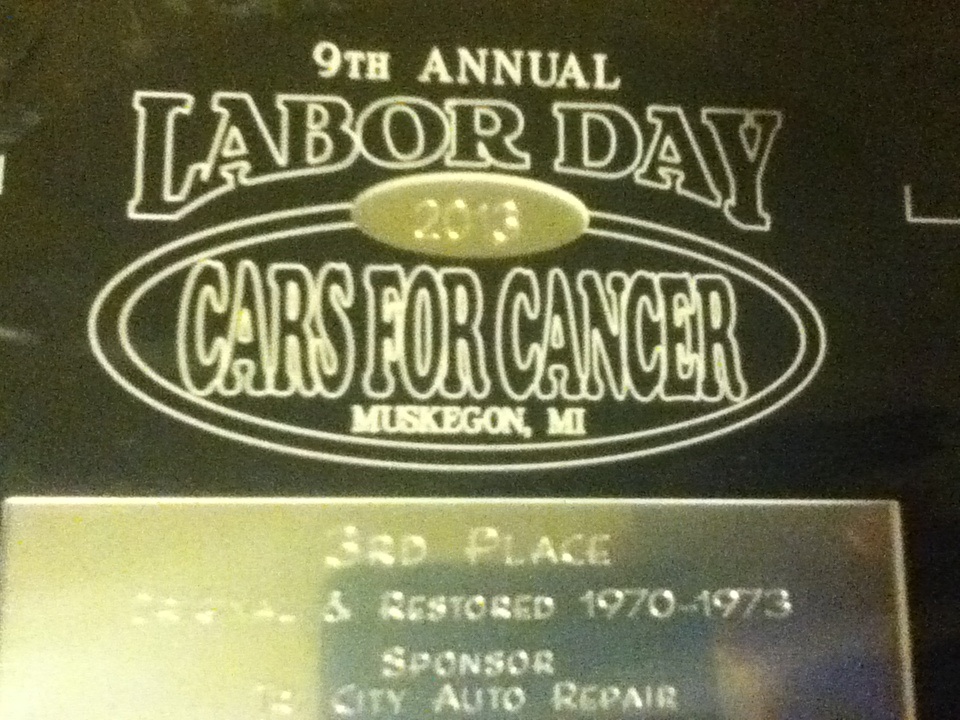 9TH ANNUAL
LABOR DAY
2013
CARS FOR CANCER
MUSKEGON, MI
3RD PLACE
& RESTORED 1970-1973
SPONSOR
CITY AUTO REPAIR